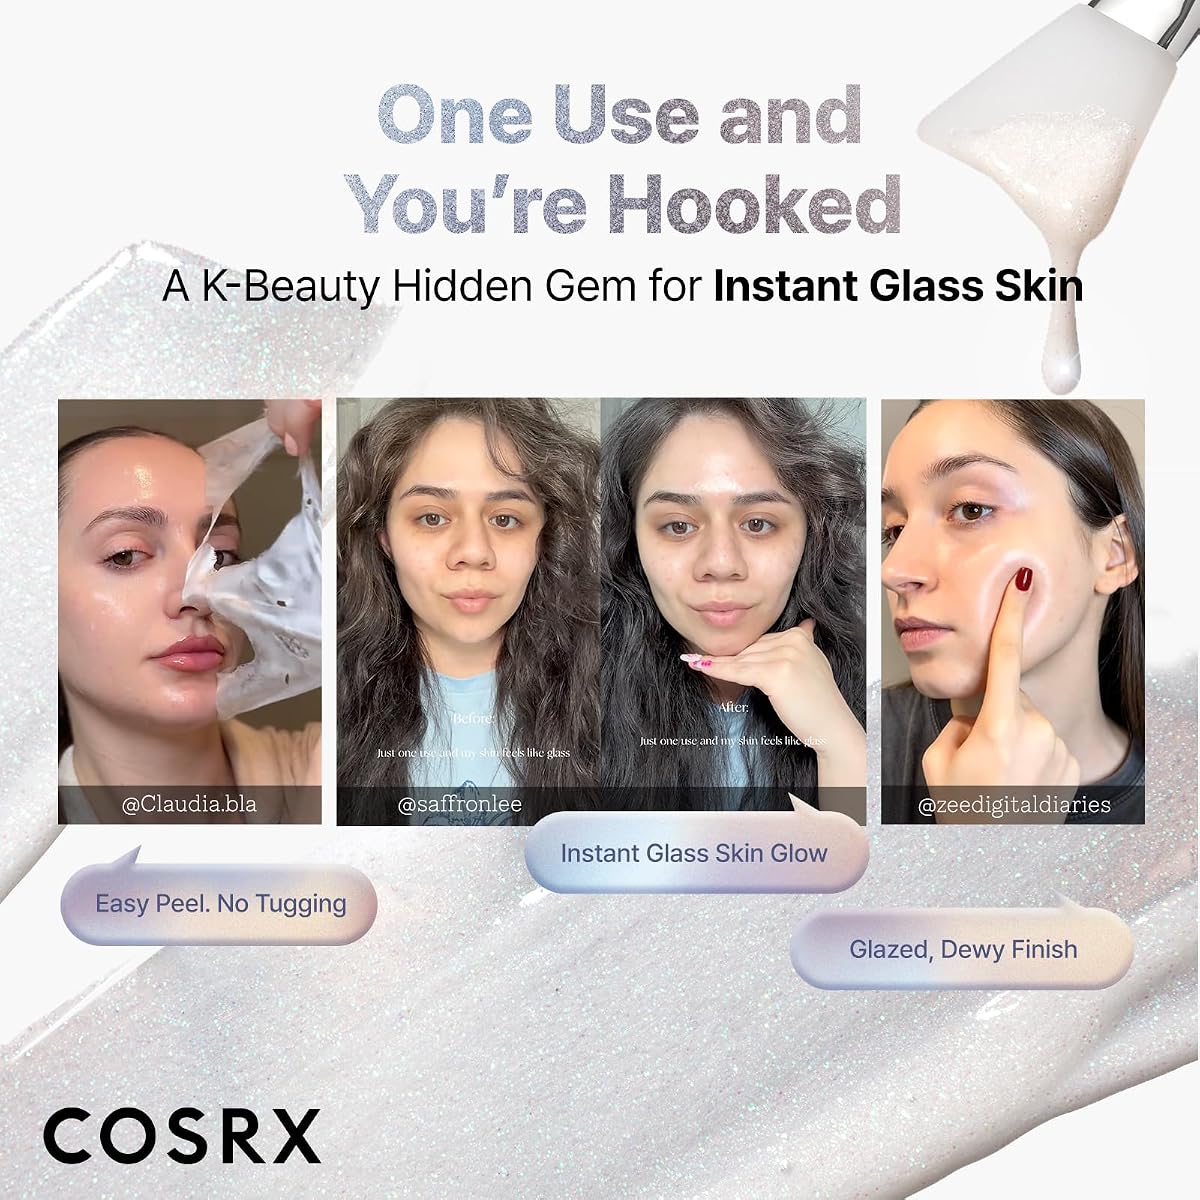 One Use and
You're Hooked
A K-Beauty Hidden Gem for Instant Glass Skin
Before:
Just one use and my skin feels like glass
After:
Just one use and my skin feels like glass
@Claudia.bla
@saffronlee
@zeedigitaldiaries
Instant Glass Skin Glow
Easy Peel. No Tugging
Glazed, Dewy Finish
COSRX